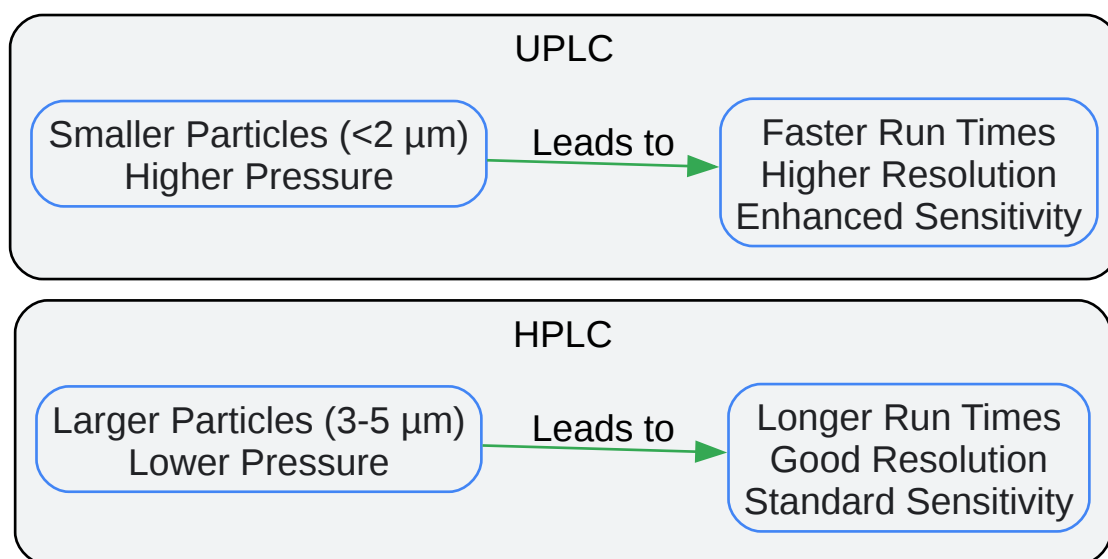 UPLC
Smaller Particles (<2 µm)
Higher Pressure
Leads to
Faster Run Times
Higher Resolution
Enhanced Sensitivity
HPLC
Larger Particles (3-5 µm)
Lower Pressure
Leads to
Longer Run Times
Good Resolution
Standard Sensitivity